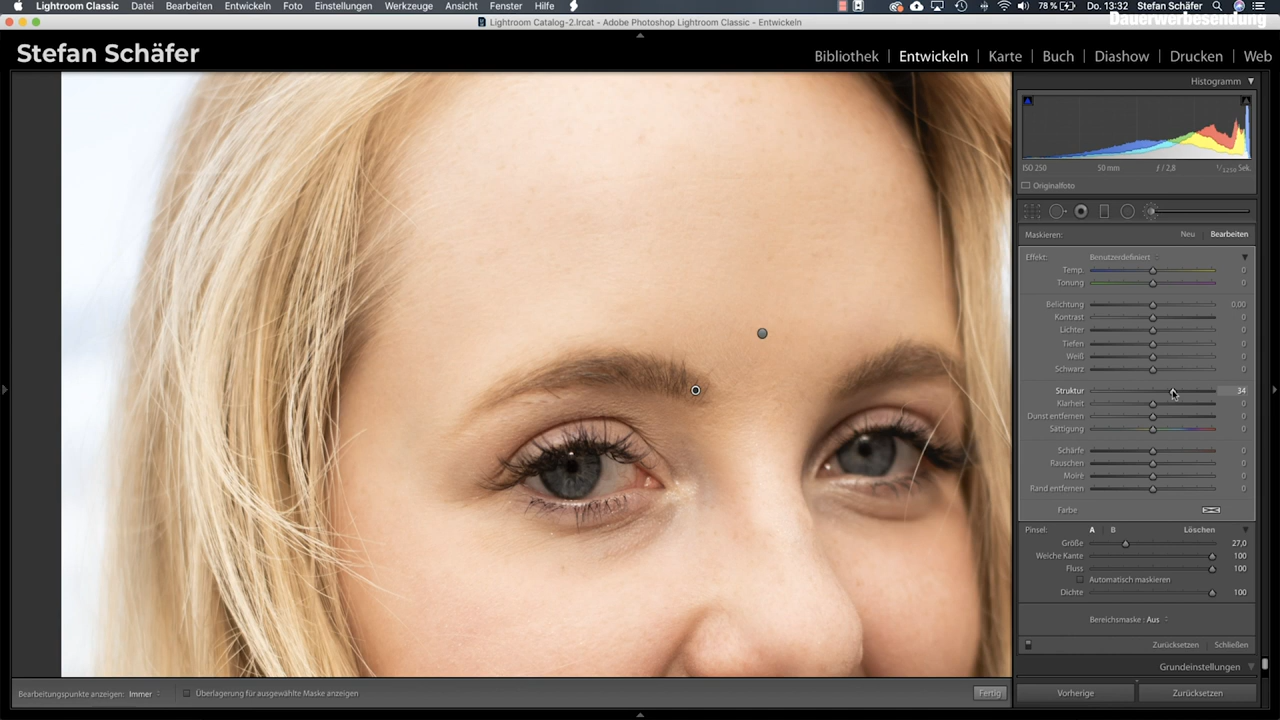 Lightroom Classic Datei Bearbeiten Entwickeln Foto Einstellungen Werkzeuge Ansicht Fenster Hilfe 78 % Do. 13:32 Stefan Schäfer
Dauerwerbesendung
Lightroom Catalog-2.lrcat - Adobe Photoshop Lightroom Classic - Entwickeln
Stefan Schäfer
Bibliothek | Entwickeln | Karte | Buch | Diashow | Drucken | Web
Histogramm
ISO 250 50 mm ƒ / 2,8 1/1250 Sek.
Originalfoto
Maskieren: Neu Bearbeiten
Effekt: Benutzerdefiniert
Temp. 0
Tonung 0
Belichtung 0,00
Kontrast 0
Lichter 0
Tiefen 0
Weiß 0
Schwarz 0
Struktur 34
Klarheit 0
Dunst entfernen 0
Sättigung 0
Schärfe 0
Rauschen 0
Moiré 0
Rand entfernen 0
Farbe
Pinsel: A B Löschen
Größe 27,0
Weiche Kante 100
Fluss 100
Automatisch maskieren
Dichte 100
Bereichsmaske : Aus
Zurücksetzen Schließen
Grundeinstellungen
Bearbeitungspunkte anzeigen: Immer Überlagerung für ausgewählte Maske anzeigen Fertig
Vorherige Zurücksetzen